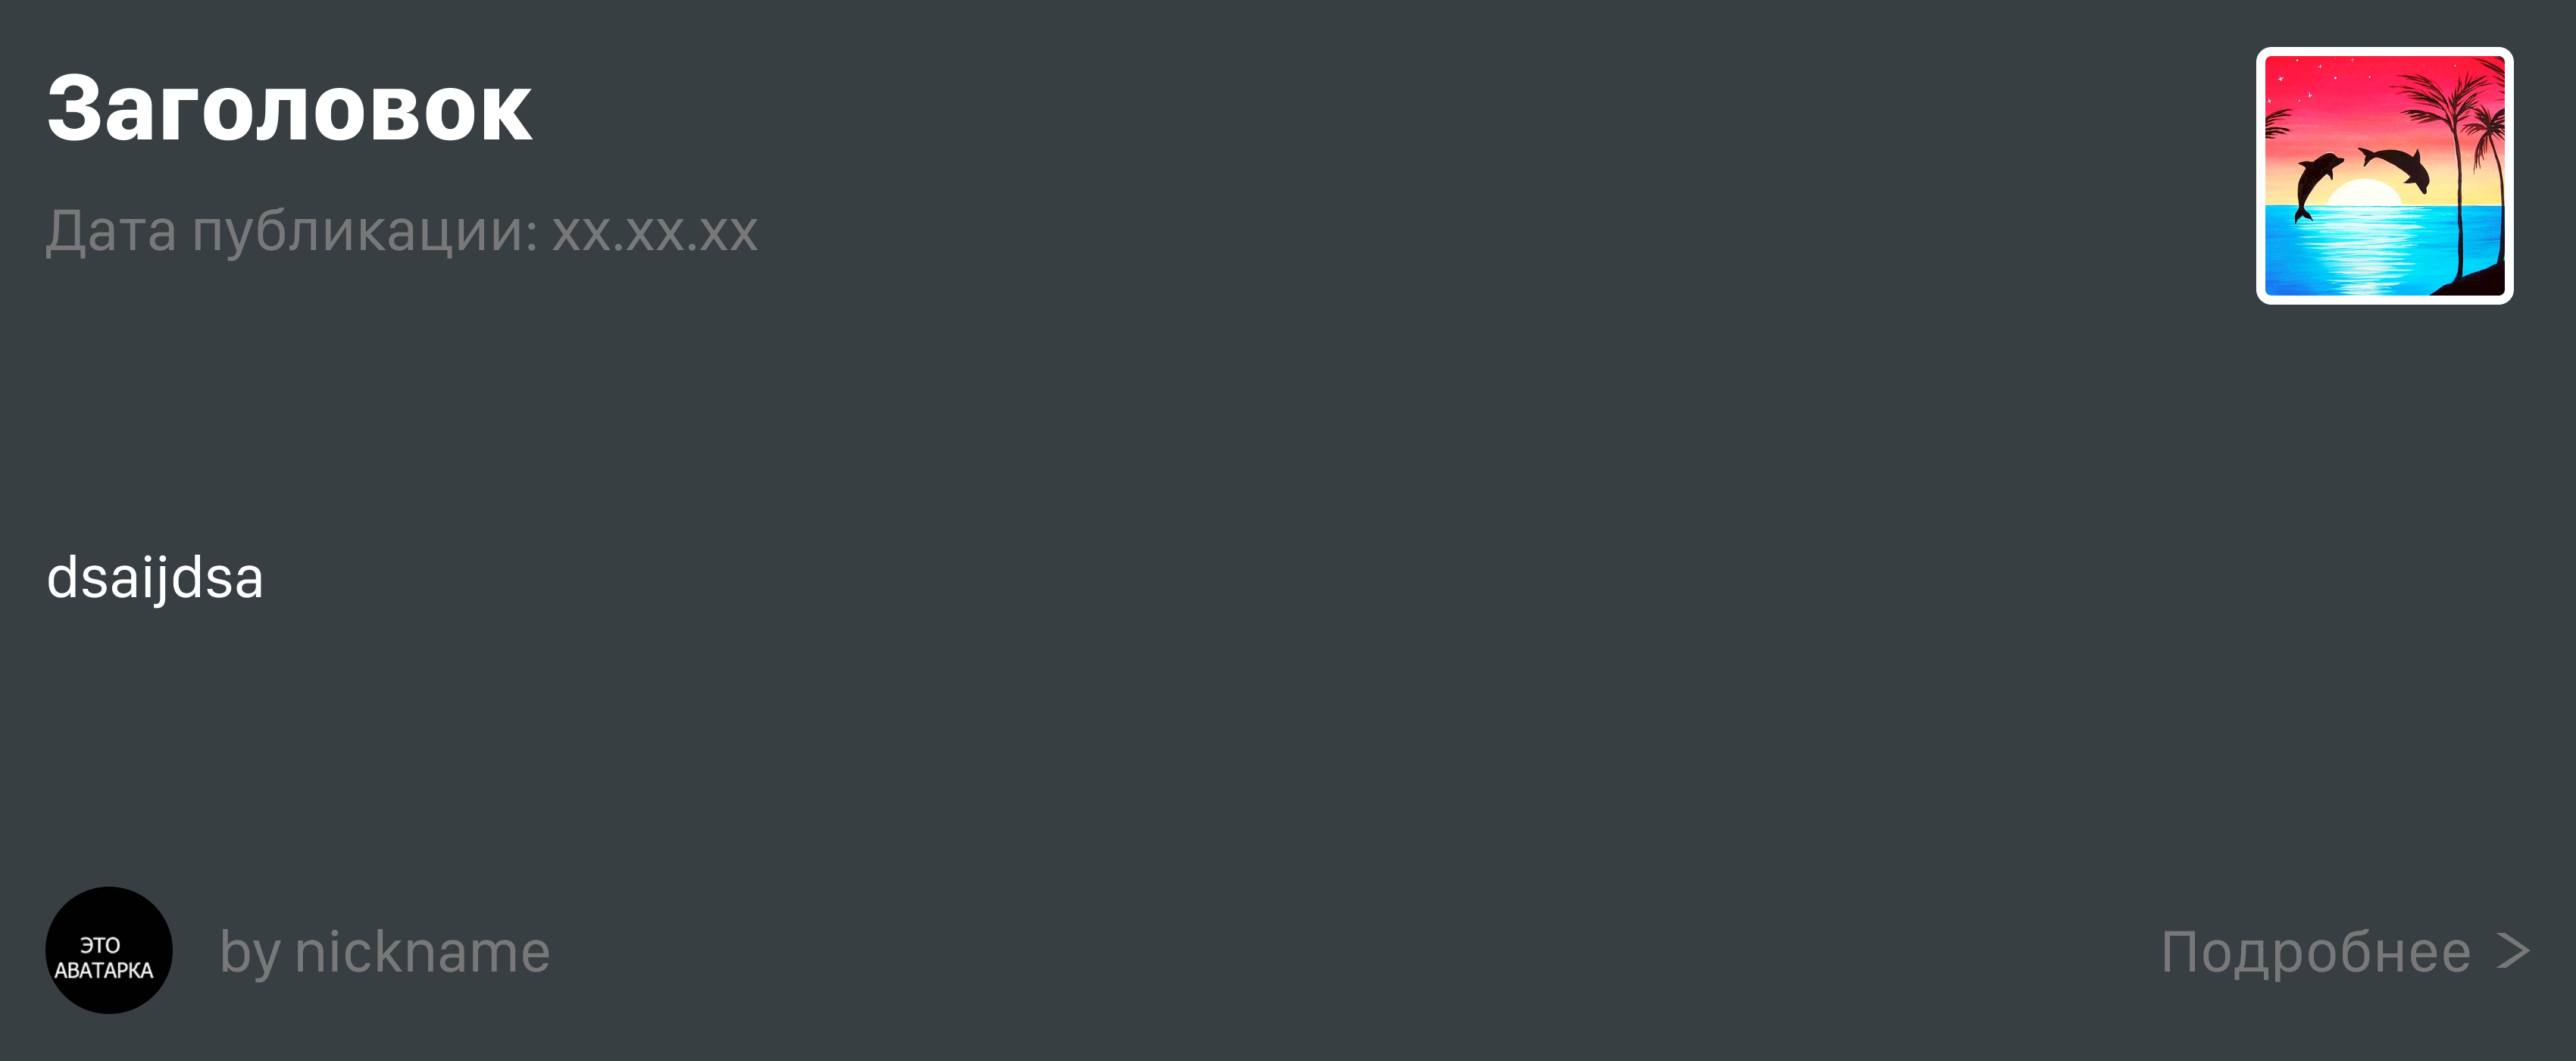 Заголовок
Дата публикации: xx.xx.xx
dsaijdsa
ЭТО
АВАТАРКА
by nickname
Подробнее >